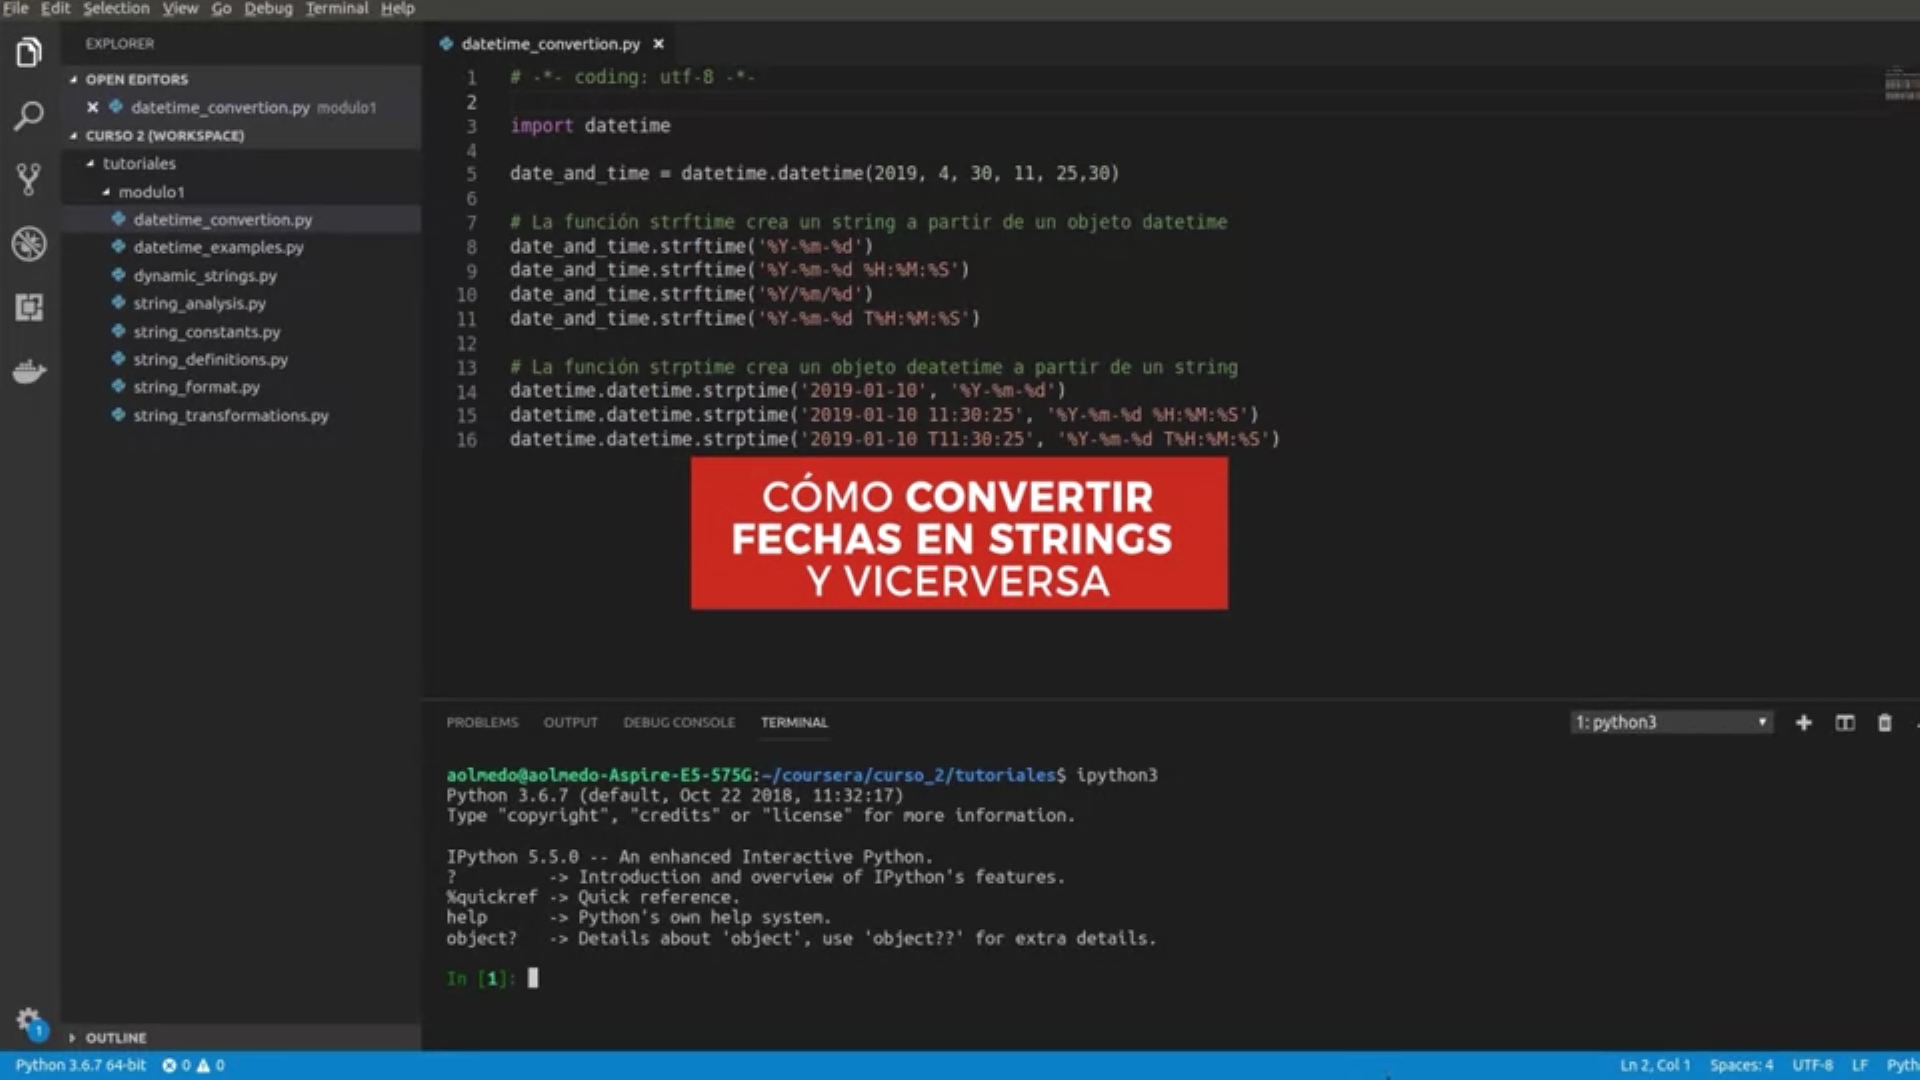 File Edit Selection View Go Debug Terminal Help
EXPLORER
OPEN EDITORS
datetime_convertion.py modulo1
CURSO 2 (WORKSPACE)
tutoriales
modulo1
datetime_convertion.py
datetime_examples.py
dynamic_strings.py
string_analysis.py
string_constants.py
string_definitions.py
string_format.py
string_transformations.py
OUTLINE
datetime_convertion.py
1 # -*- coding: utf-8 -*-
2
3 import datetime
4
5 date_and_time = datetime.datetime(2019, 4, 30, 11, 25,30)
6
7 # La función strftime crea un string a partir de un objeto datetime
8 date_and_time.strftime('%Y-%m-%d')
9 date_and_time.strftime('%Y-%m-%d %H:%M:%S')
10 date_and_time.strftime('%Y/%m/%d')
11 date_and_time.strftime('%Y-%m-%d T%H:%M:%S')
12
13 # La función strptime crea un objeto deatetime a partir de un string
14 datetime.datetime.strptime('2019-01-10', '%Y-%m-%d')
15 datetime.datetime.strptime('2019-01-10 11:30:25', '%Y-%m-%d %H:%M:%S')
16 datetime.datetime.strptime('2019-01-10 T11:30:25', '%Y-%m-%d T%H:%M:%S')
CÓMO CONVERTIR
FECHAS EN STRINGS
Y VICERVERSA
PROBLEMS OUTPUT DEBUG CONSOLE TERMINAL
1: python3
aolmedo@aolmedo-Aspire-E5-575G:~/coursera/curso_2/tutoriales$ ipython3
Python 3.6.7 (default, Oct 22 2018, 11:32:17)
Type "copyright", "credits" or "license" for more information.
IPython 5.5.0 -- An enhanced Interactive Python.
? -> Introduction and overview of IPython's features.
%quickref -> Quick reference.
help -> Python's own help system.
object? -> Details about 'object', use 'object??' for extra details.
In [1]:
1
Python 3.6.7 64-bit 0 0
Ln 2, Col 1 Spaces: 4 UTF-8 LF Pyth